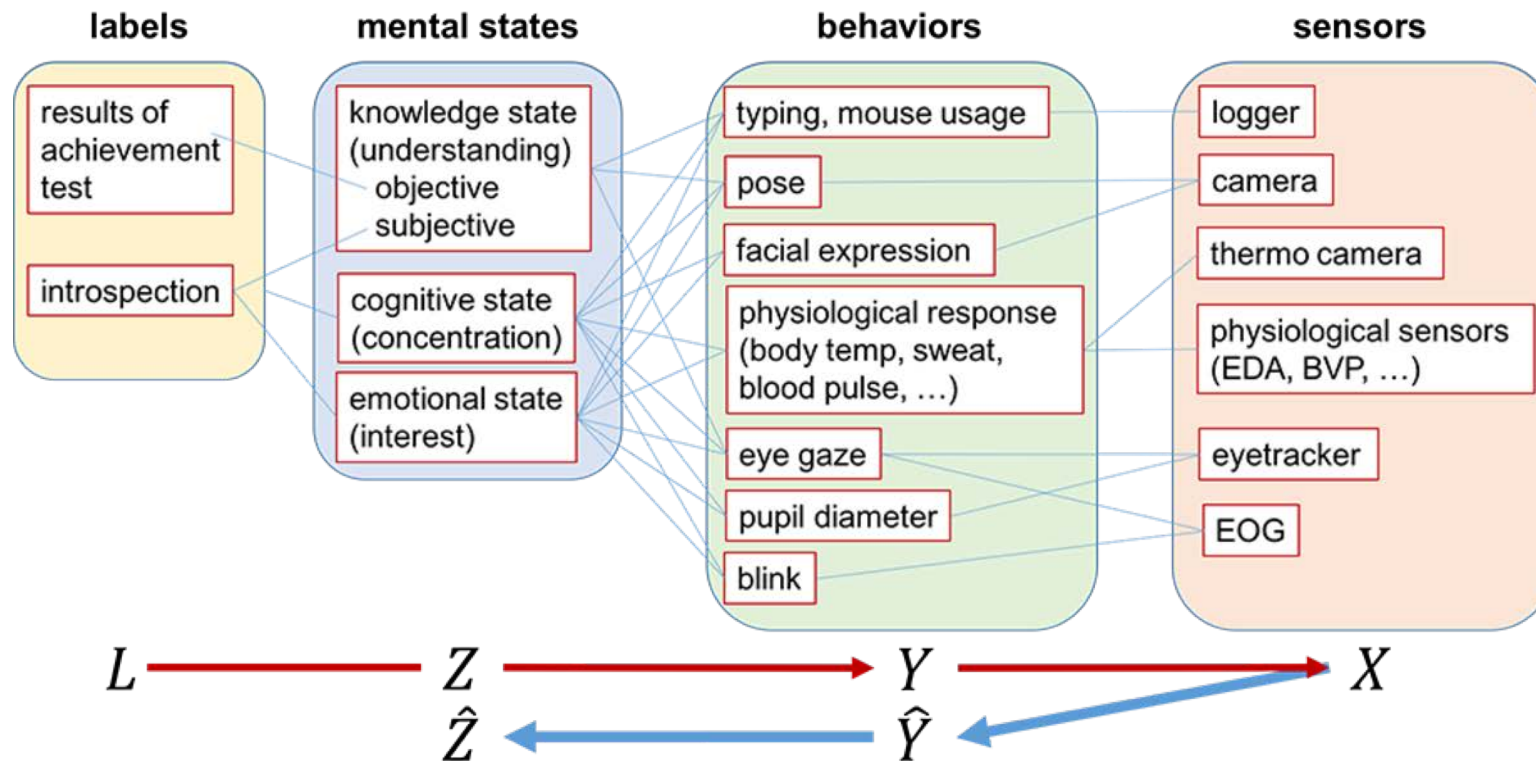 labels
results of
achievement
test
introspection
mental states
knowledge state
(understanding)
objective
subjective
cognitive state
(concentration)
emotional state
(interest)
behaviors
typing, mouse usage
pose
facial expression
physiological response
(body temp, sweat,
blood pulse, …)
eye gaze
pupil diameter
blink
sensors
logger
camera
thermo camera
physiological sensors
(EDA, BVP, …)
eyetracker
EOG
L Z Y X
Ẑ Ŷ